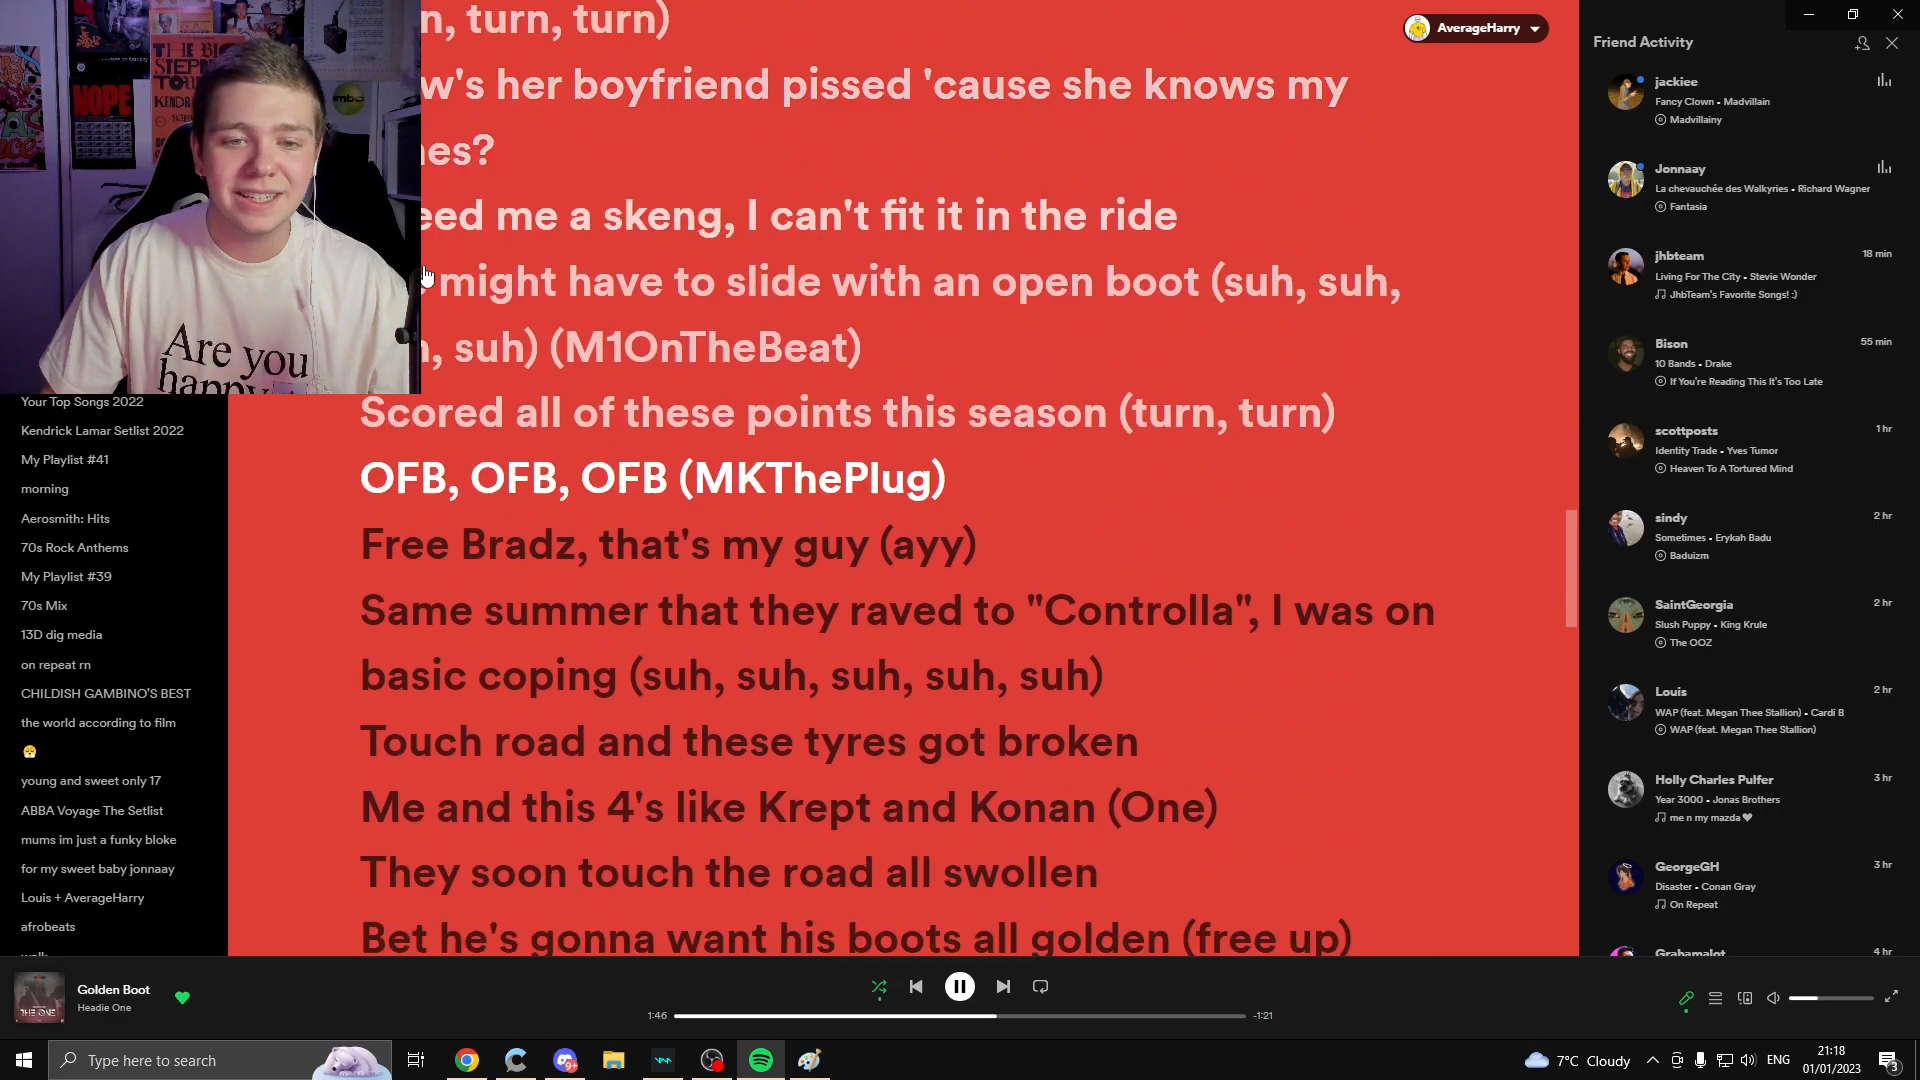 n, turn, turn)
w's her boyfriend pissed 'cause she knows my
nes?
eed me a skeng, I can't fit it in the ride
might have to slide with an open boot (suh, suh,
, suh) (M1OnTheBeat)
Scored all of these points this season (turn, turn)
OFB, OFB, OFB (MKThePlug)
Free Bradz, that's my guy (ayy)
Same summer that they raved to "Controlla", I was on
basic coping (suh, suh, suh, suh, suh)
Touch road and these tyres got broken
Me and this 4's like Krept and Konan (One)
They soon touch the road all swollen
Bet he's gonna want his boots all golden (free up)
AverageHarry
NOPE
THE BIG
STEPP
TOU
KENDR
Are you
happy
Your Top Songs 2022
Kendrick Lamar Setlist 2022
My Playlist #41
morning
Aerosmith: Hits
70s Rock Anthems
My Playlist #39
70s Mix
13D dig media
on repeat rn
CHILDISH GAMBINO'S BEST
the world according to film
😤
young and sweet only 17
ABBA Voyage The Setlist
mums im just a funky bloke
for my sweet baby jonnaay
Louis + AverageHarry
afrobeats
Friend Activity
jackiee
Fancy Clown • Madvillain
Madvillainy
Jonnaay
La chevauchée des Walkyries • Richard Wagner
Fantasia
jhbteam 18 min
Living For The City • Stevie Wonder
JhbTeam's Favorite Songs! :)
Bison 55 min
10 Bands • Drake
If You're Reading This It's Too Late
scottposts 1 hr
Identity Trade • Yves Tumor
Heaven To A Tortured Mind
sindy 2 hr
Sometimes • Erykah Badu
Baduizm
SaintGeorgia 2 hr
Slush Puppy • King Krule
The OOZ
Louis 2 hr
WAP (feat. Megan Thee Stallion) • Cardi B
WAP (feat. Megan Thee Stallion)
Holly Charles Pulfer 3 hr
Year 3000 • Jonas Brothers
me n my mazda🖤
GeorgeGH 3 hr
Disaster • Conan Gray
On Repeat
Grahamalot 4 hr
THE ONE
Golden Boot
Headie One
1:46 -1:21
Type here to search
9+
7°C Cloudy
ENG
21:18
01/01/2023
3